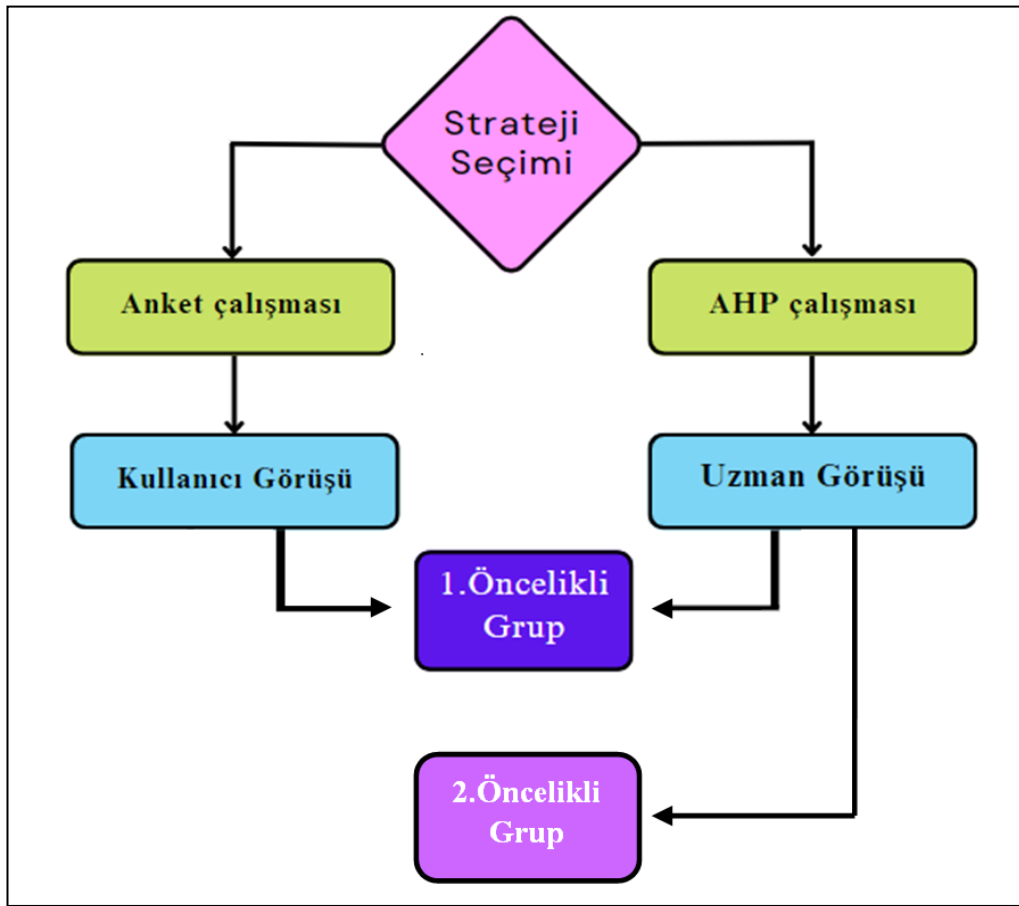 Strateji
Seçimi
Anket çalışması
AHP çalışması
Kullanıcı Görüşü
Uzman Görüşü
1.Öncelikli
Grup
2.Öncelikli
Grup